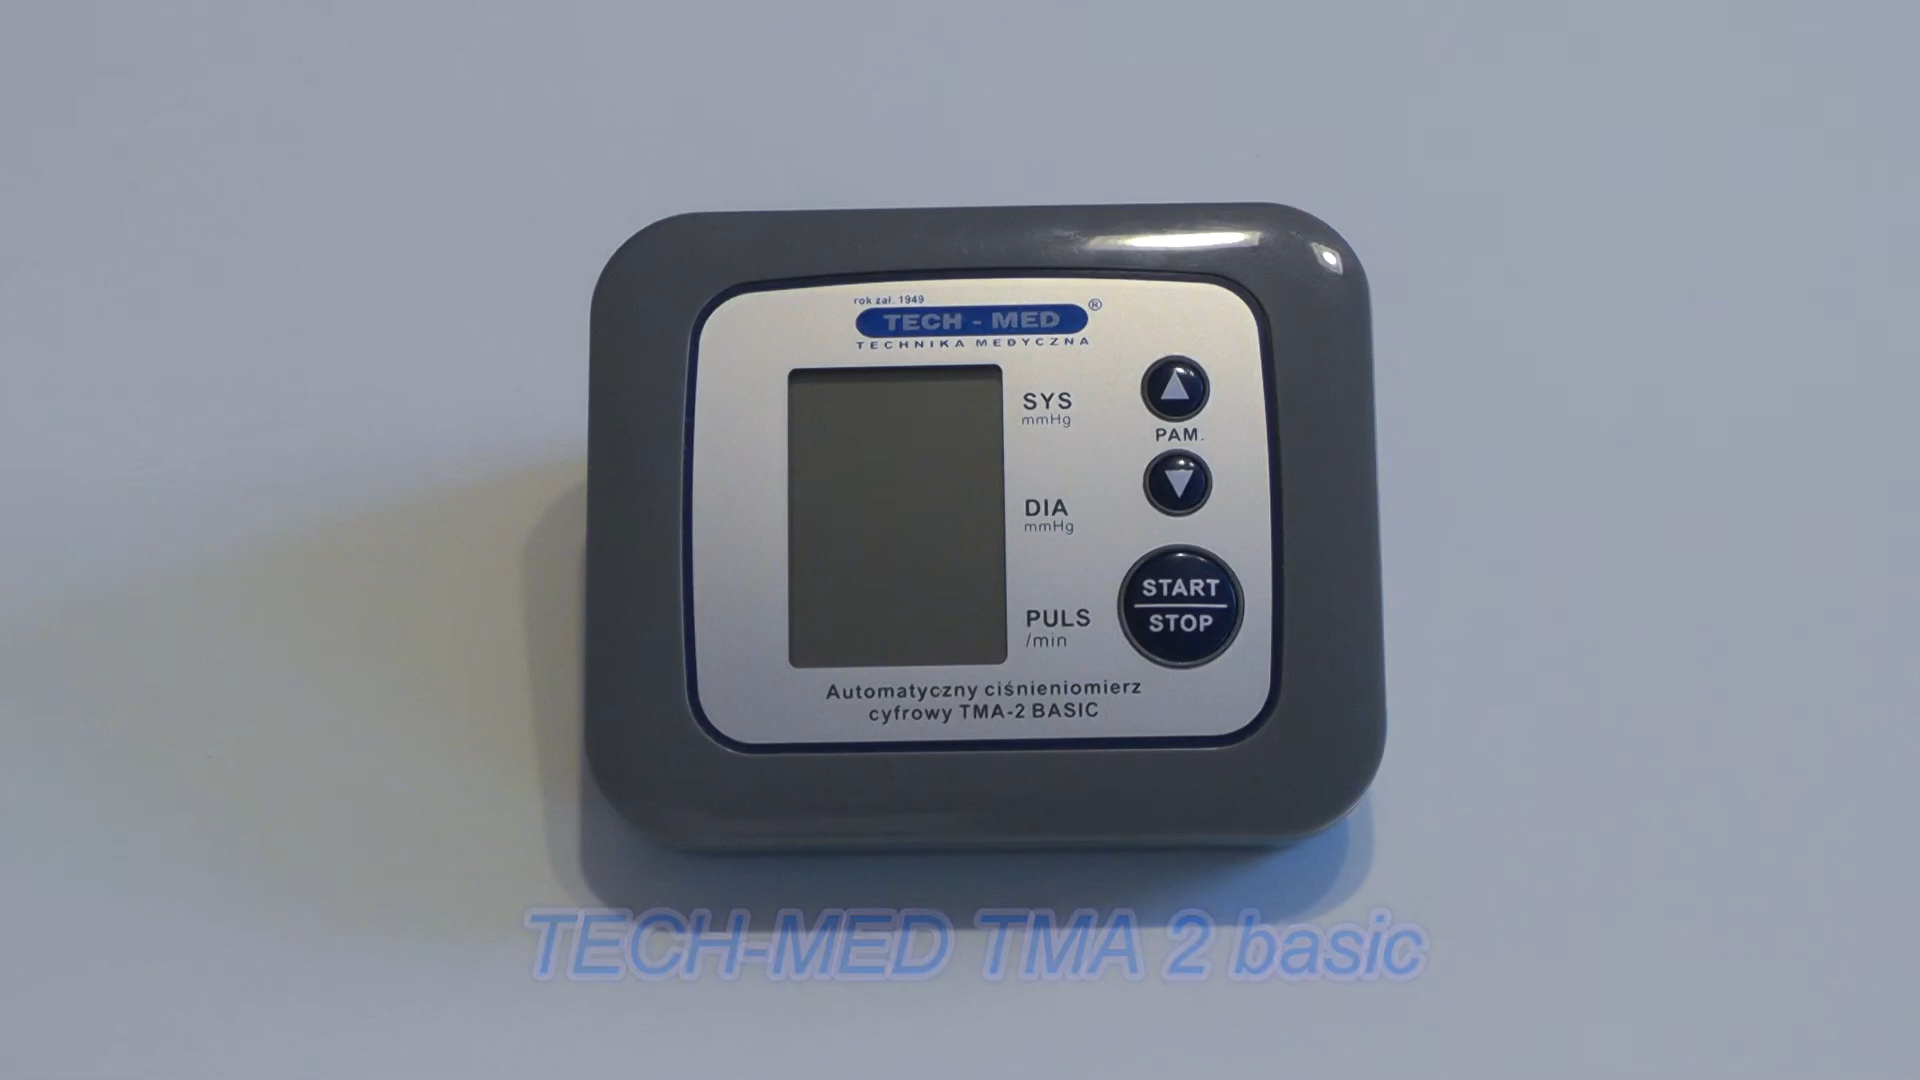 rok zał. 1949
TECH - MED ®
TECHNIKA MEDYCZNA
SYS
mmHg
PAM.
DIA
mmHg
START
STOP
PULS
/min
Automatyczny ciśnieniomierz
cyfrowy TMA-2 BASIC
TECH-MED TMA 2 basic